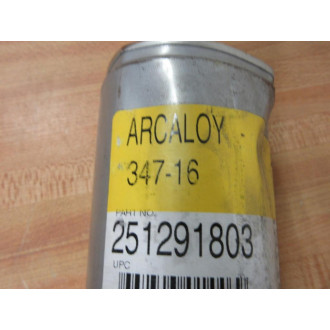 ARCALOY
347-16
PART NO.
251291803
UPC